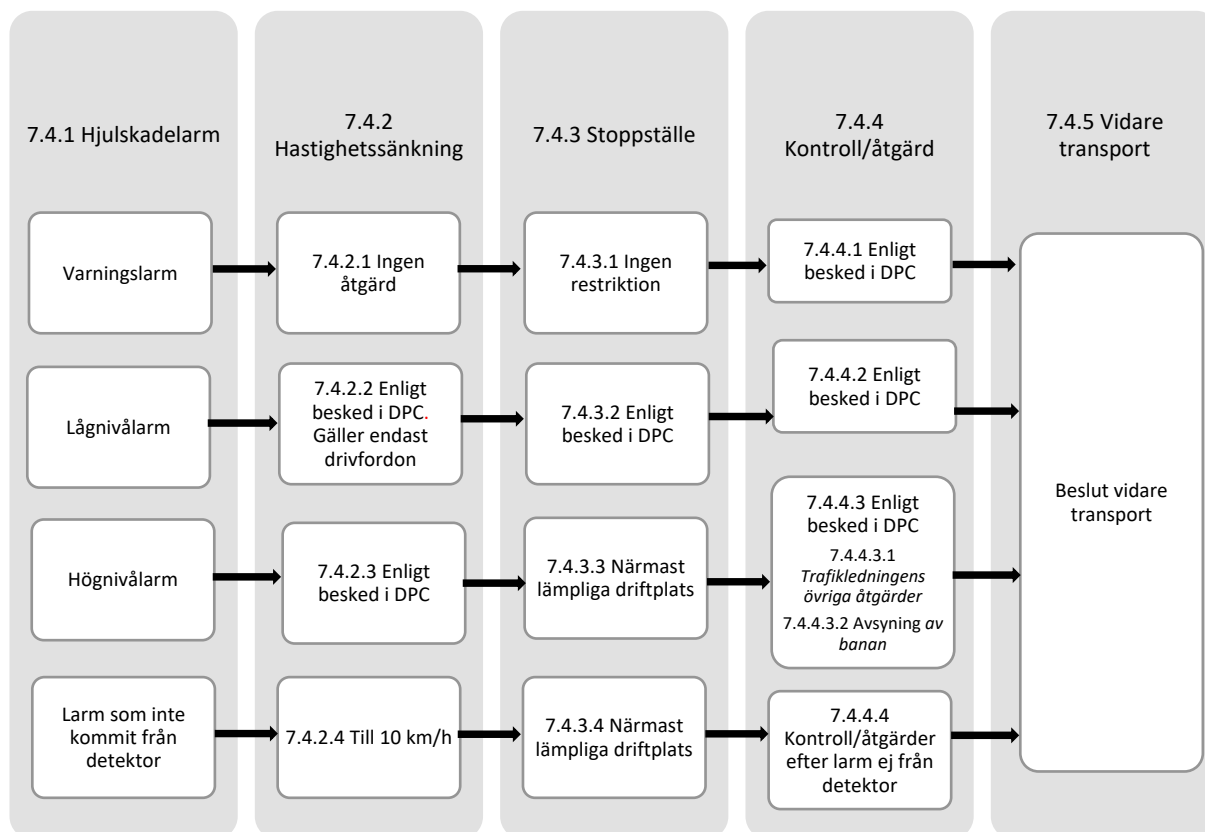 7.4.1 Hjulskadelarm
7.4.2
Hastighetssänkning
7.4.3 Stoppställe
7.4.4
Kontroll/åtgärd
7.4.5 Vidare
transport
Varningslarm
7.4.2.1 Ingen
åtgärd
7.4.3.1 Ingen
restriktion
7.4.4.1 Enligt
besked i DPC
Lågnivålarm
7.4.2.2 Enligt
besked i DPC.
Gäller endast
drivfordon
7.4.3.2 Enligt
besked i DPC
7.4.4.2 Enligt
besked i DPC
Högnivålarm
7.4.2.3 Enligt
besked i DPC
7.4.3.3 Närmast
lämpliga driftplats
7.4.4.3 Enligt
besked i DPC
7.4.4.3.1
Trafikledningens
övriga åtgärder
7.4.4.3.2 Avsyning av
banan
Larm som inte
kommit från
detektor
7.4.2.4 Till 10 km/h
7.4.3.4 Närmast
lämpliga driftplats
7.4.4.4
Kontroll/åtgärder
efter larm ej från
detektor
Beslut vidare
transport